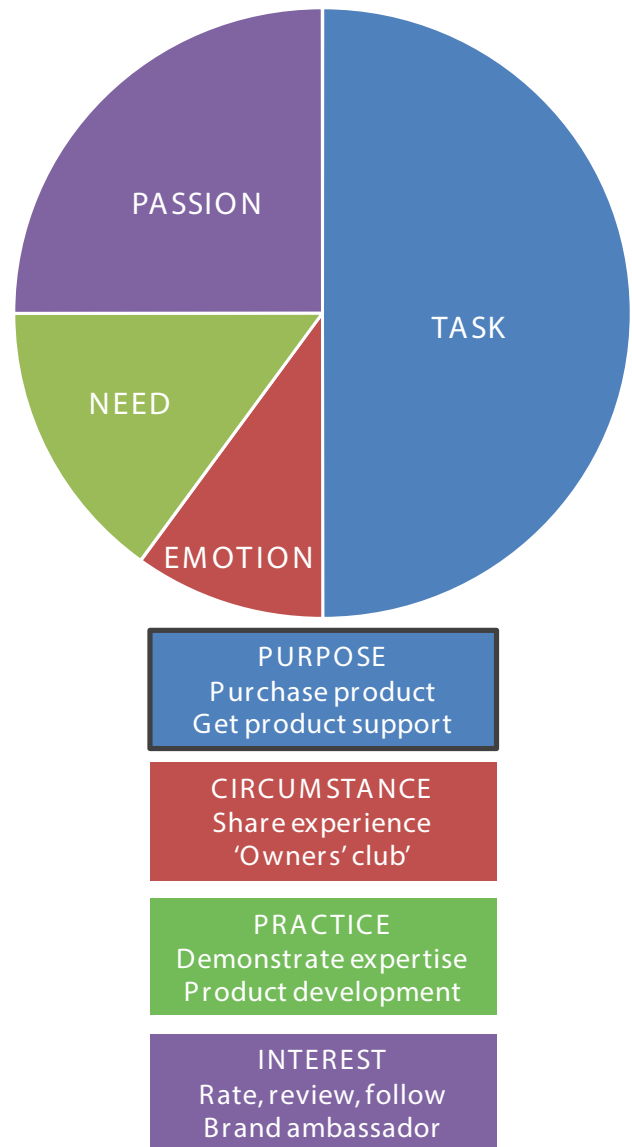 PASSION
TASK
NEED
EMOTION
PURPOSE
Purchase product
Get product support
CIRCUMSTANCE
Share experience
‘Owners’ club’
PRACTICE
Demonstrate expertise
Product development
INTEREST
Rate, review, follow
Brand ambassador